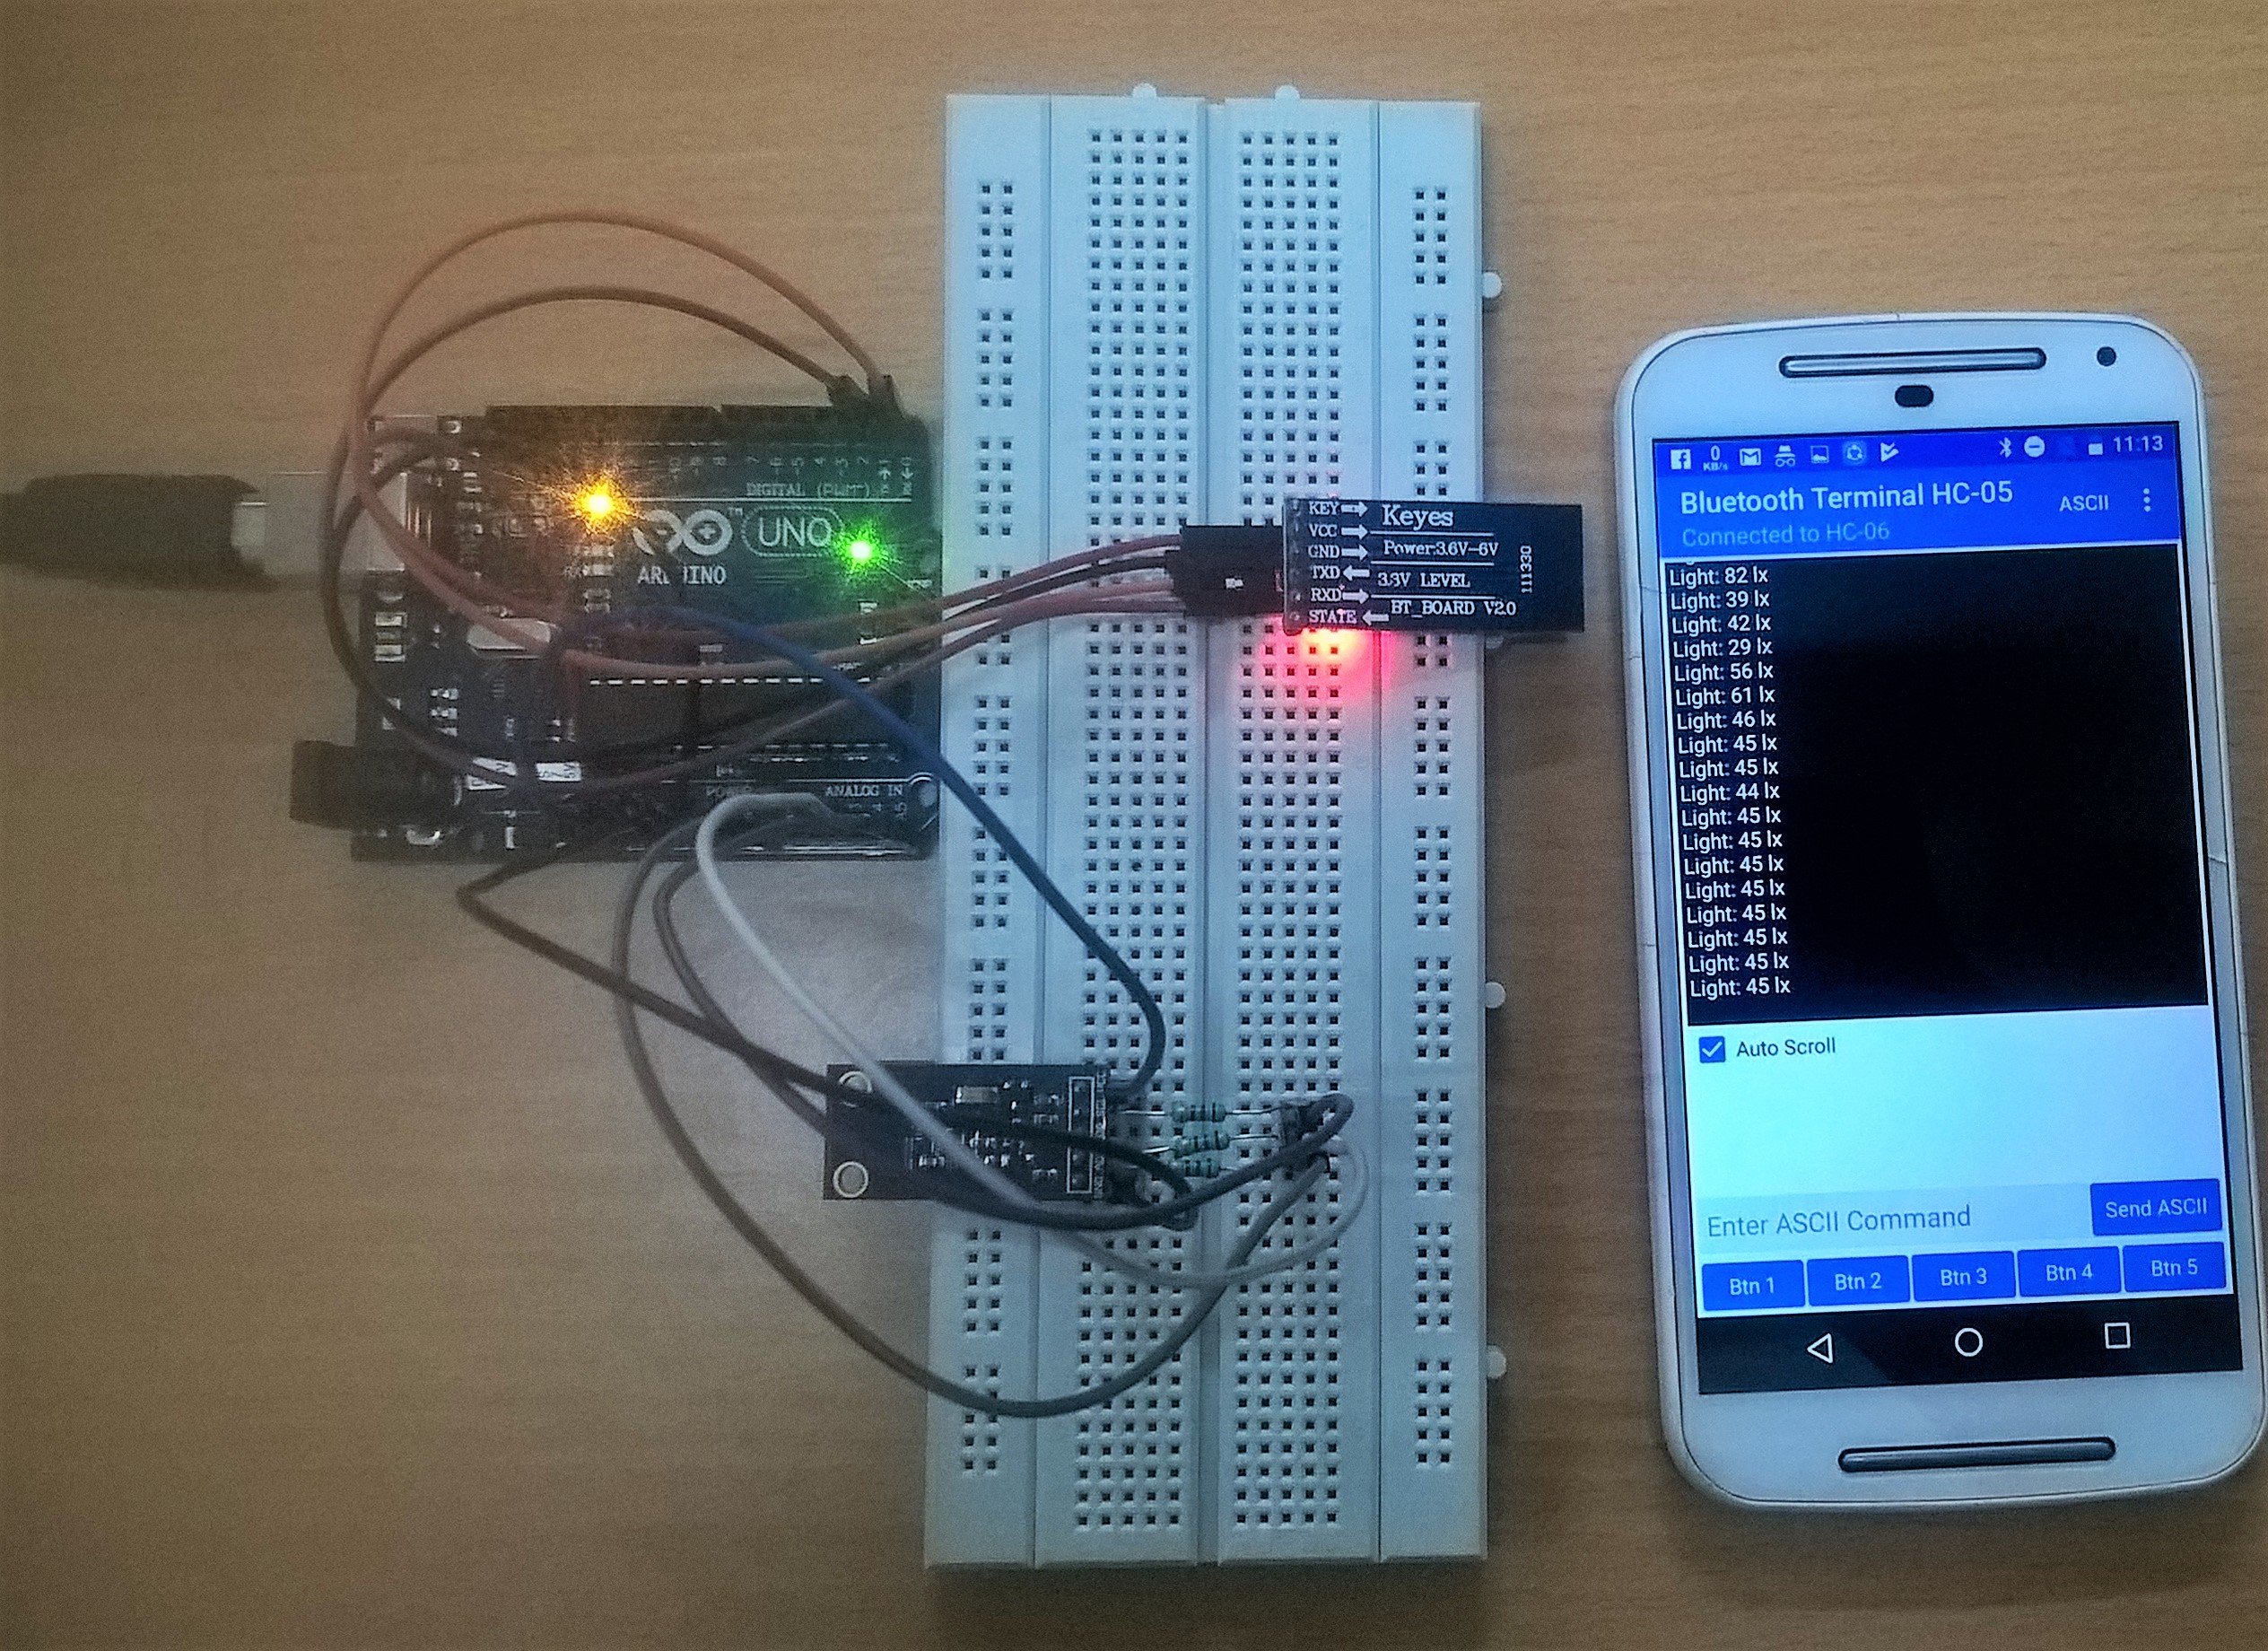 DIGITAL (PWM~)
UNO
ARDUINO
ANALOG IN
KEY
VCC
GND
TXD
RXD
STATE
Keyes
Power:3.6V-6V
3.3V LEVEL
BT_BOARD V2.0
111330
0
KB/s
11:13
Bluetooth Terminal HC-05
ASCII
Connected to HC-06
Light: 82 lx
Light: 39 lx
Light: 42 lx
Light: 29 lx
Light: 56 lx
Light: 61 lx
Light: 46 lx
Light: 45 lx
Light: 45 lx
Light: 44 lx
Light: 45 lx
Light: 45 lx
Light: 45 lx
Light: 45 lx
Light: 45 lx
Light: 45 lx
Light: 45 lx
Light: 45 lx
Auto Scroll
Enter ASCII Command
Send ASCII
Btn 1
Btn 2
Btn 3
Btn 4
Btn 5